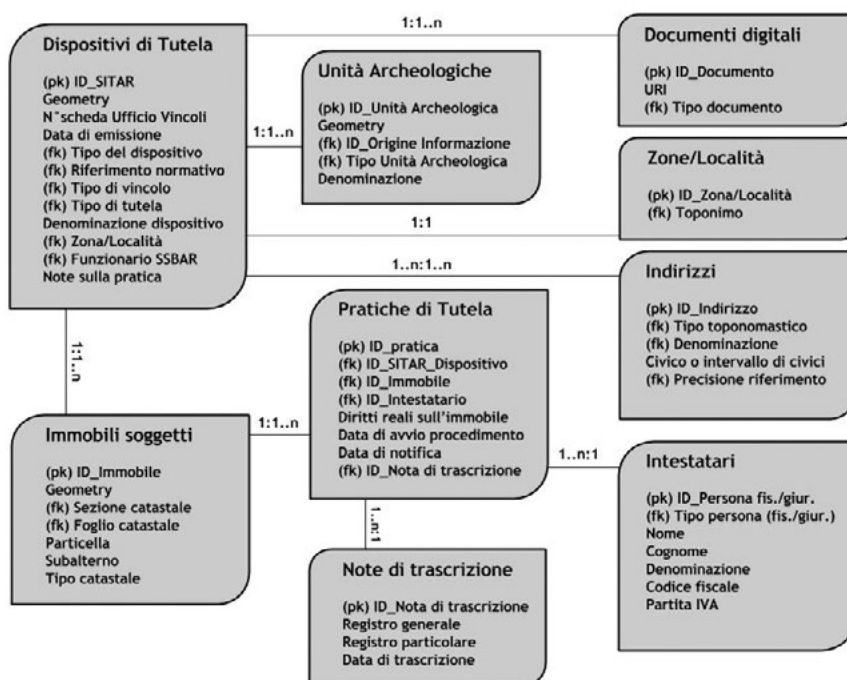 Dispositivi di Tutela
(pk) ID_SITAR
Geometry
N°scheda Ufficio Vincoli
Data di emissione
(fk) Tipo del dispositivo
(fk) Riferimento normativo
(fk) Tipo di vincolo
(fk) Tipo di tutela
Denominazione dispositivo
(fk) Zona/Località
(fk) Funzionario SSBAR
Note sulla pratica
1:1..n
1:1..n
1:1
1..n:1..n
1:1..n
Unità Archeologiche
(pk) ID_Unità Archeologica
Geometry
(fk) ID_Origine Informazione
(fk) Tipo Unità Archeologica
Denominazione
Documenti digitali
(pk) ID_Documento
URI
(fk) Tipo documento
Zone/Località
(pk) ID_Zona/Località
(fk) Toponimo
Indirizzi
(pk) ID_Indirizzo
(fk) Tipo toponomastico
(fk) Denominazione
Civico o intervallo di civici
(fk) Precisione riferimento
Pratiche di Tutela
(pk) ID_pratica
(fk) ID_SITAR_Dispositivo
(fk) ID_Immobile
(fk) ID_Intestatario
Diritti reali sull'immobile
Data di avvio procedimento
Data di notifica
(fk) ID_Nota di trascrizione
1:1..n
1..n:1
1..n:1
Immobili soggetti
(pk) ID_Immobile
Geometry
(fk) Sezione catastale
(fk) Foglio catastale
Particella
Subalterno
Tipo catastale
Intestatari
(pk) ID_Persona fis./giur.
(fk) Tipo persona (fis./giur.)
Nome
Cognome
Denominazione
Codice fiscale
Partita IVA
Note di trascrizione
(pk) ID_Nota di trascrizione
Registro generale
Registro particolare
Data di trascrizione